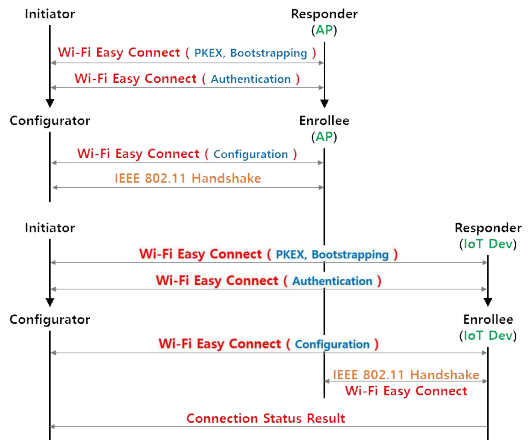 Initiator Responder
(AP)
Wi-Fi Easy Connect ( PKEX, Bootstrapping )
Wi-Fi Easy Connect ( Authentication )
Configurator Enrollee
(AP)
Wi-Fi Easy Connect ( Configuration )
IEEE 802.11 Handshake
Initiator Responder
(IoT Dev)
Wi-Fi Easy Connect ( PKEX, Bootstrapping )
Wi-Fi Easy Connect ( Authentication )
Configurator Enrollee
(IoT Dev)
Wi-Fi Easy Connect ( Configuration )
IEEE 802.11 Handshake
Wi-Fi Easy Connect
Connection Status Result